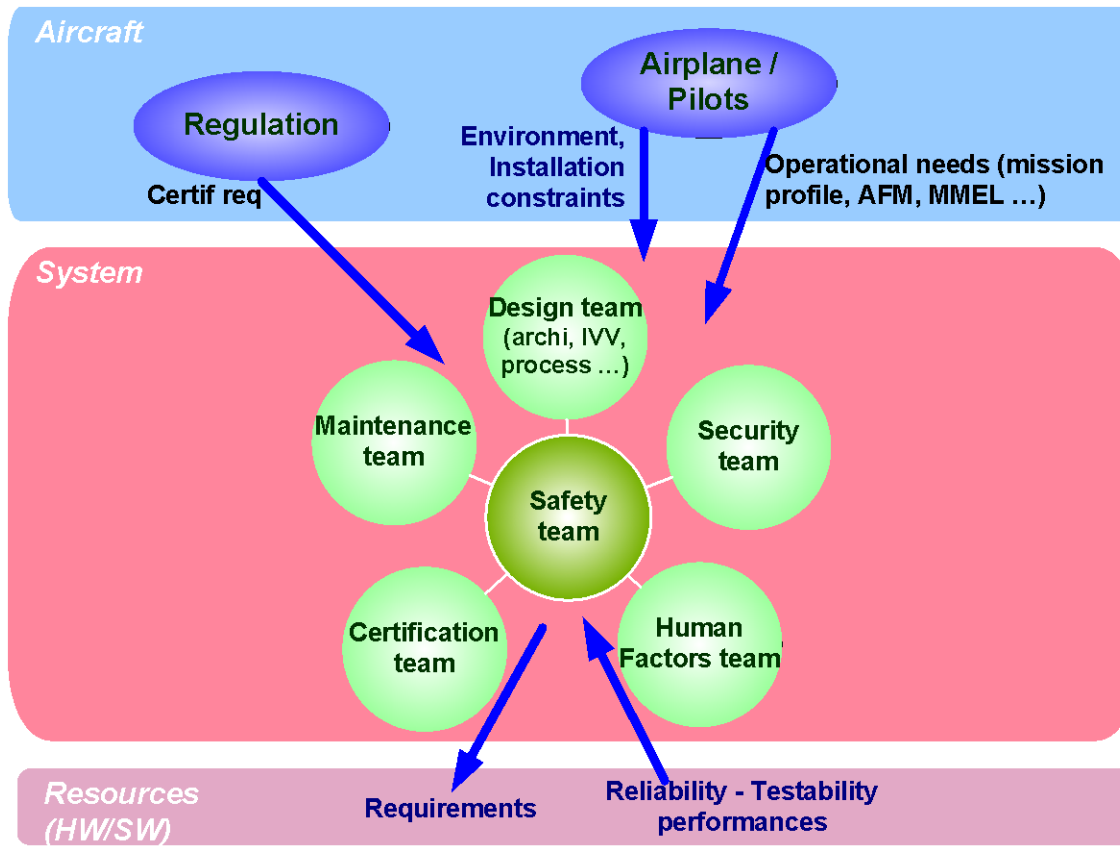 Aircraft
Airplane /
Pilots
Regulation
Environment,
Installation
constraints
Operational needs (mission
profile, AFM, MMEL ...)
Certif req
System
Design team
(archi, IVV,
process ...)
Maintenance
team
Security
team
Safety
team
Certification
team
Human
Factors team
Resources
(HW/SW)
Requirements
Reliability - Testability
performances